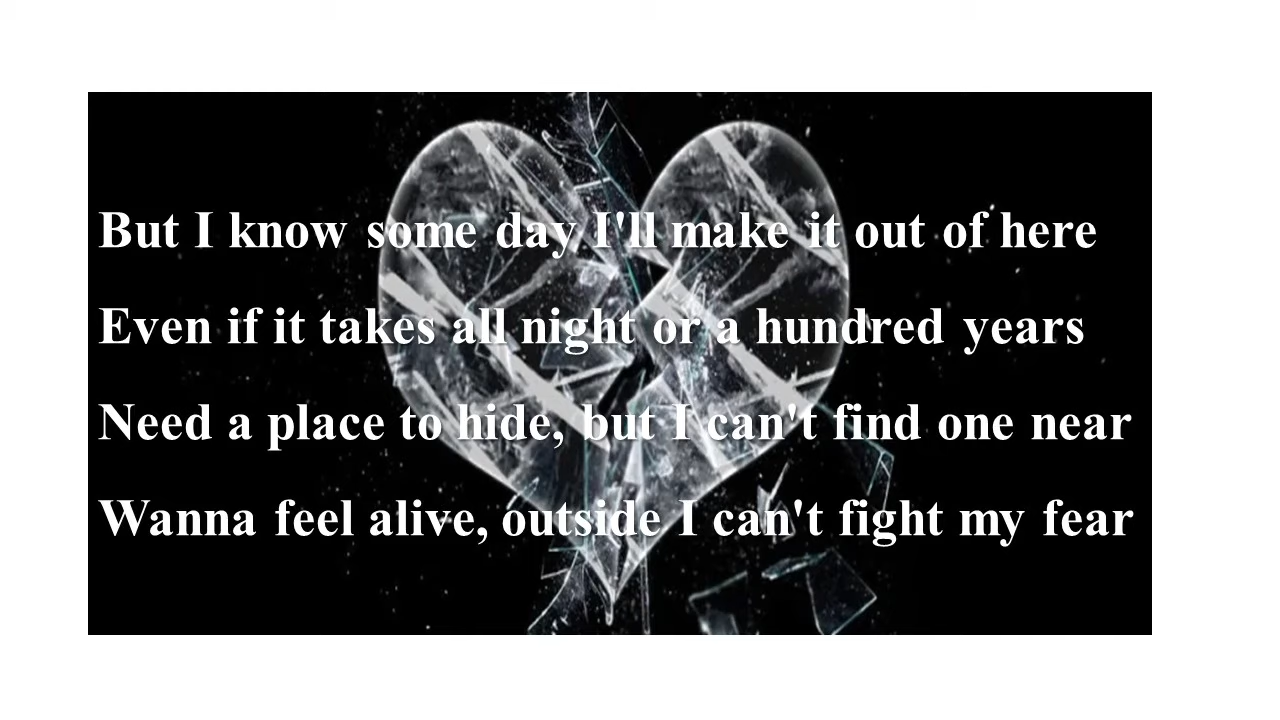 But I know some day I'll make it out of here
Even if it takes all night or a hundred years
Need a place to hide, but I can't find one near
Wanna feel alive, outside I can't fight my fear